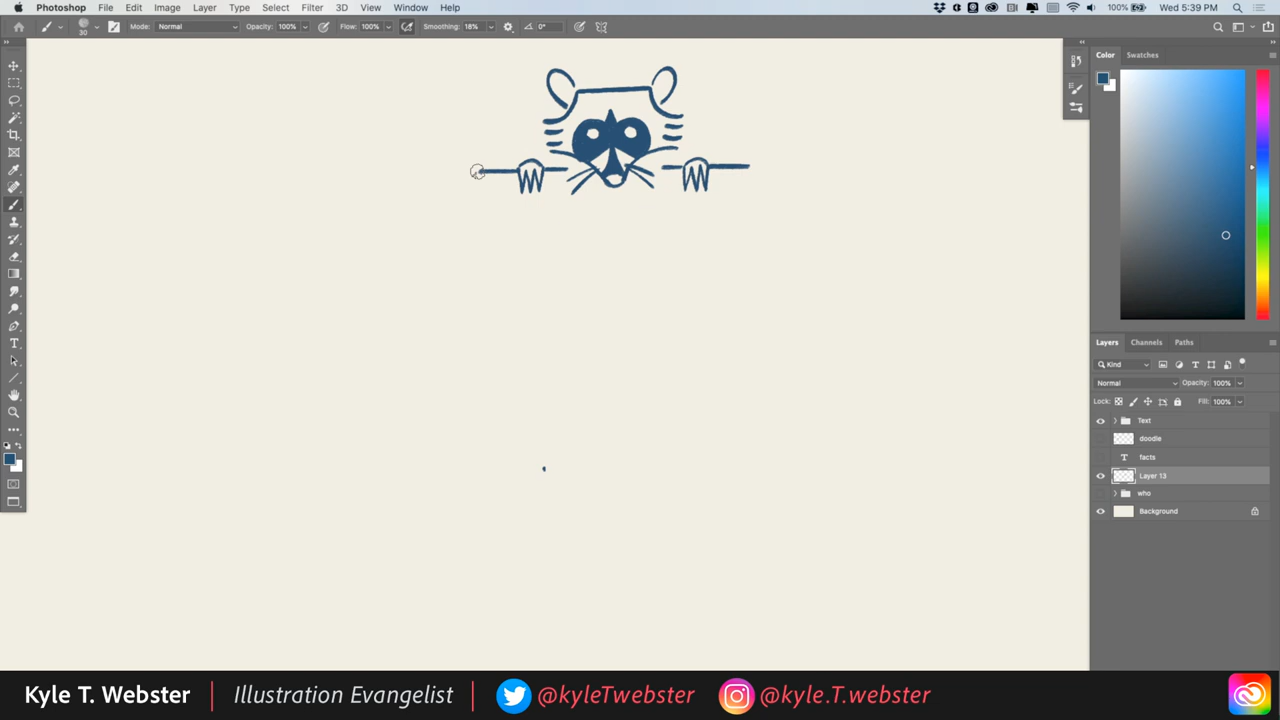 Photoshop File Edit Image Layer Type Select Filter 3D View Window Help 100% Wed 5:39 PM
30 Mode: Normal Opacity: 100% Flow: 100% Smoothing: 18% 0°
Color Swatches
Layers Channels Paths
Kind
Normal Opacity: 100%
Lock: Fill: 100%
Text
doodle
T facts
Layer 13
who
Background
Kyle T. Webster | Illustration Evangelist @kyleTwebster @kyle.T.webster